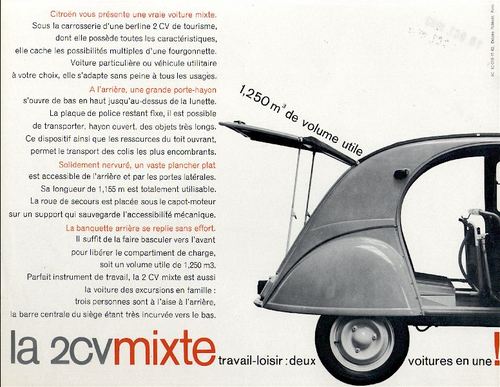 Citroën vous présente une vraie voiture mixte.
Sous la carrosserie d'une berline 2 CV de tourisme,
dont elle possède toutes les caractéristiques,
elle cache les possibilités multiples d'une fourgonnette.
Voiture particulière ou véhicule utilitaire
à votre choix, elle s'adapte sans peine à tous les usages.
A l'arrière, une grande porte-hayon
s'ouvre de bas en haut jusqu'au-dessus de la lunette.
La plaque de police restant fixe, il est possible
de transporter, hayon ouvert, des objets très longs.
Ce dispositif ainsi que les ressources du toit ouvrant,
permet le transport des colis les plus encombrants.
Solidement nervuré, un vaste plancher plat
est accessible de l'arrière et par les portes latérales.
Sa longueur de 1,155 m est totalement utilisable.
La roue de secours est placée sous le capot-moteur
sur un support qui sauvegarde l'accessibilité mécanique.
La banquette arrière se replie sans effort.
Il suffit de la faire basculer vers l'avant
pour libérer le compartiment de charge,
soit un volume utile de 1,250 m3.
Parfait instrument de travail, la 2 CV mixte est aussi
la voiture des excursions en famille :
trois personnes sont à l'aise à l'arrière,
la barre centrale du siège étant très incurvée vers le bas.
1,250 m³ de volume utile
la 2cvmixte travail-loisir : deux voitures en une !